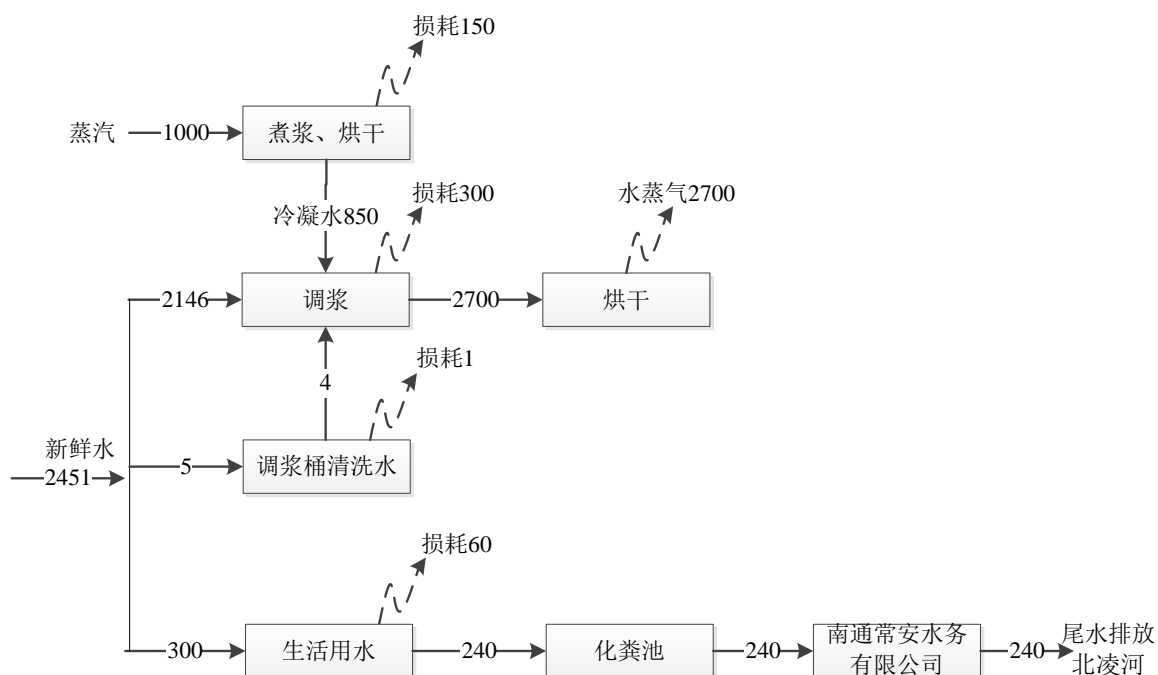 损耗150
蒸汽
1000
煮浆、烘干
冷凝水850
损耗300
水蒸气2700
2146
调浆
2700
烘干
损耗1
4
新鲜水
2451
5
调浆桶清洗水
损耗60
300
生活用水
240
化粪池
240
南通常安水务
有限公司
240
尾水排放
北凌河